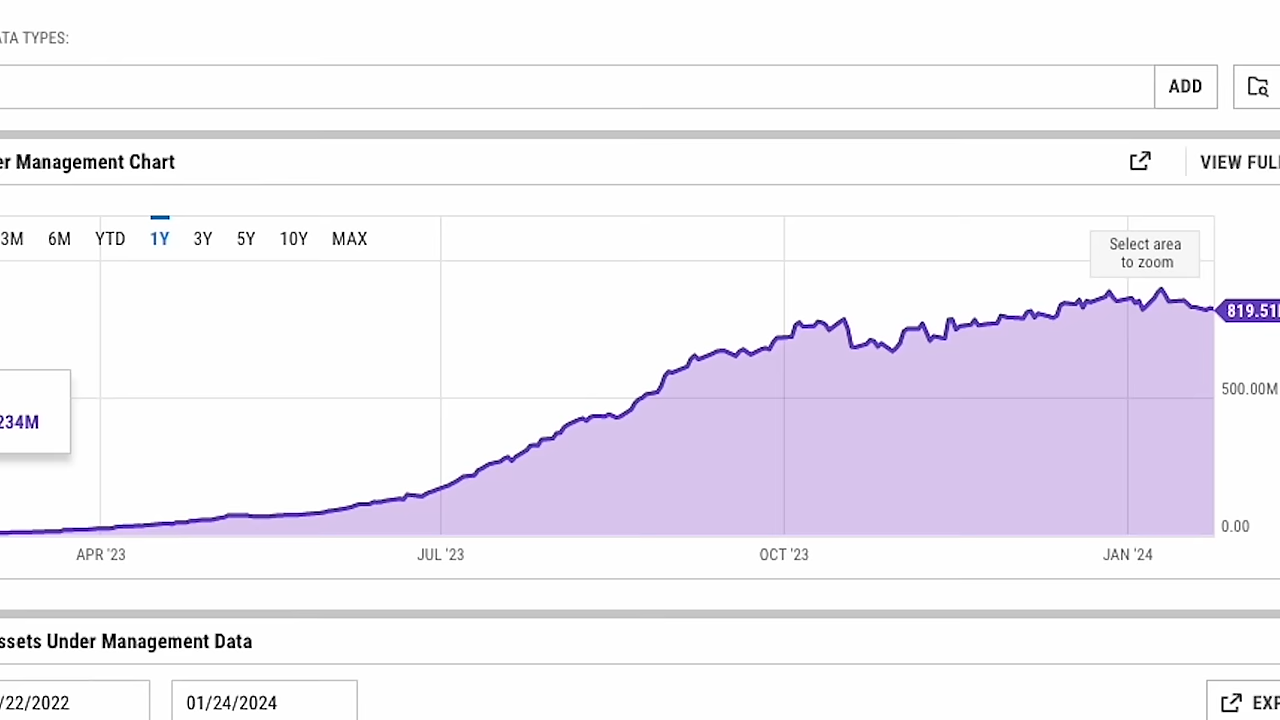 ATA TYPES:
ADD
er Management Chart
VIEW FULL
3M 6M YTD 1Y 3Y 5Y 10Y MAX
Select area
to zoom
819.51
500.00M
234M
0.00
APR '23 JUL '23 OCT '23 JAN '24
ssets Under Management Data
/22/2022 01/24/2024
EXP